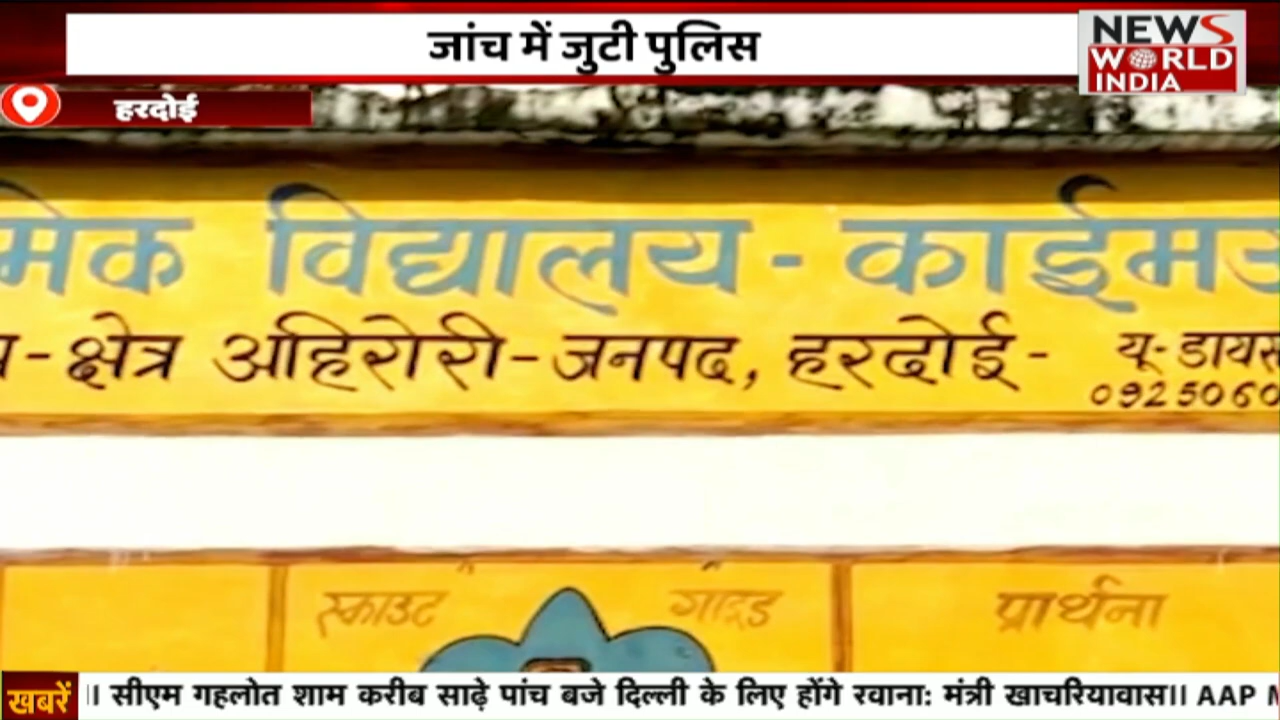 जांच में जुटी पुलिस
NEWS
WORLD
INDIA
हरदोई
मिक विद्यालय - काईमऊ
क्षेत्र अहिरोरी - जनपद, हरदोई -
यू - डायस
0925060
स्काउट गाइड प्रार्थना
खबरें ।। सीएम गहलोत शाम करीब साढ़े पांच बजे दिल्ली के लिए होंगे रवाना: मंत्री खाचरियावास।। AAP